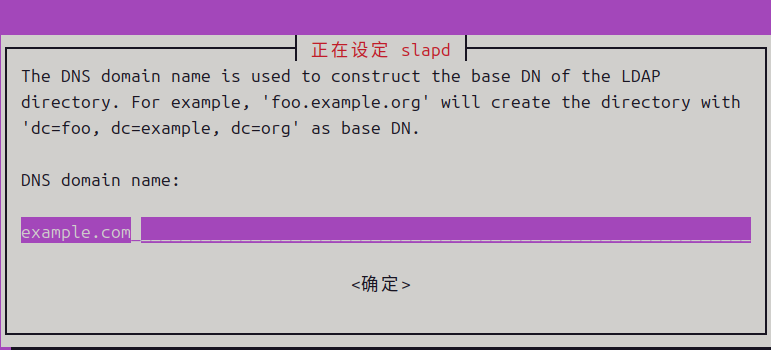 正在设定 slapd
The DNS domain name is used to construct the base DN of the LDAP
directory. For example, 'foo.example.org' will create the directory with
'dc=foo, dc=example, dc=org' as base DN.
DNS domain name:
example.com
<确定>